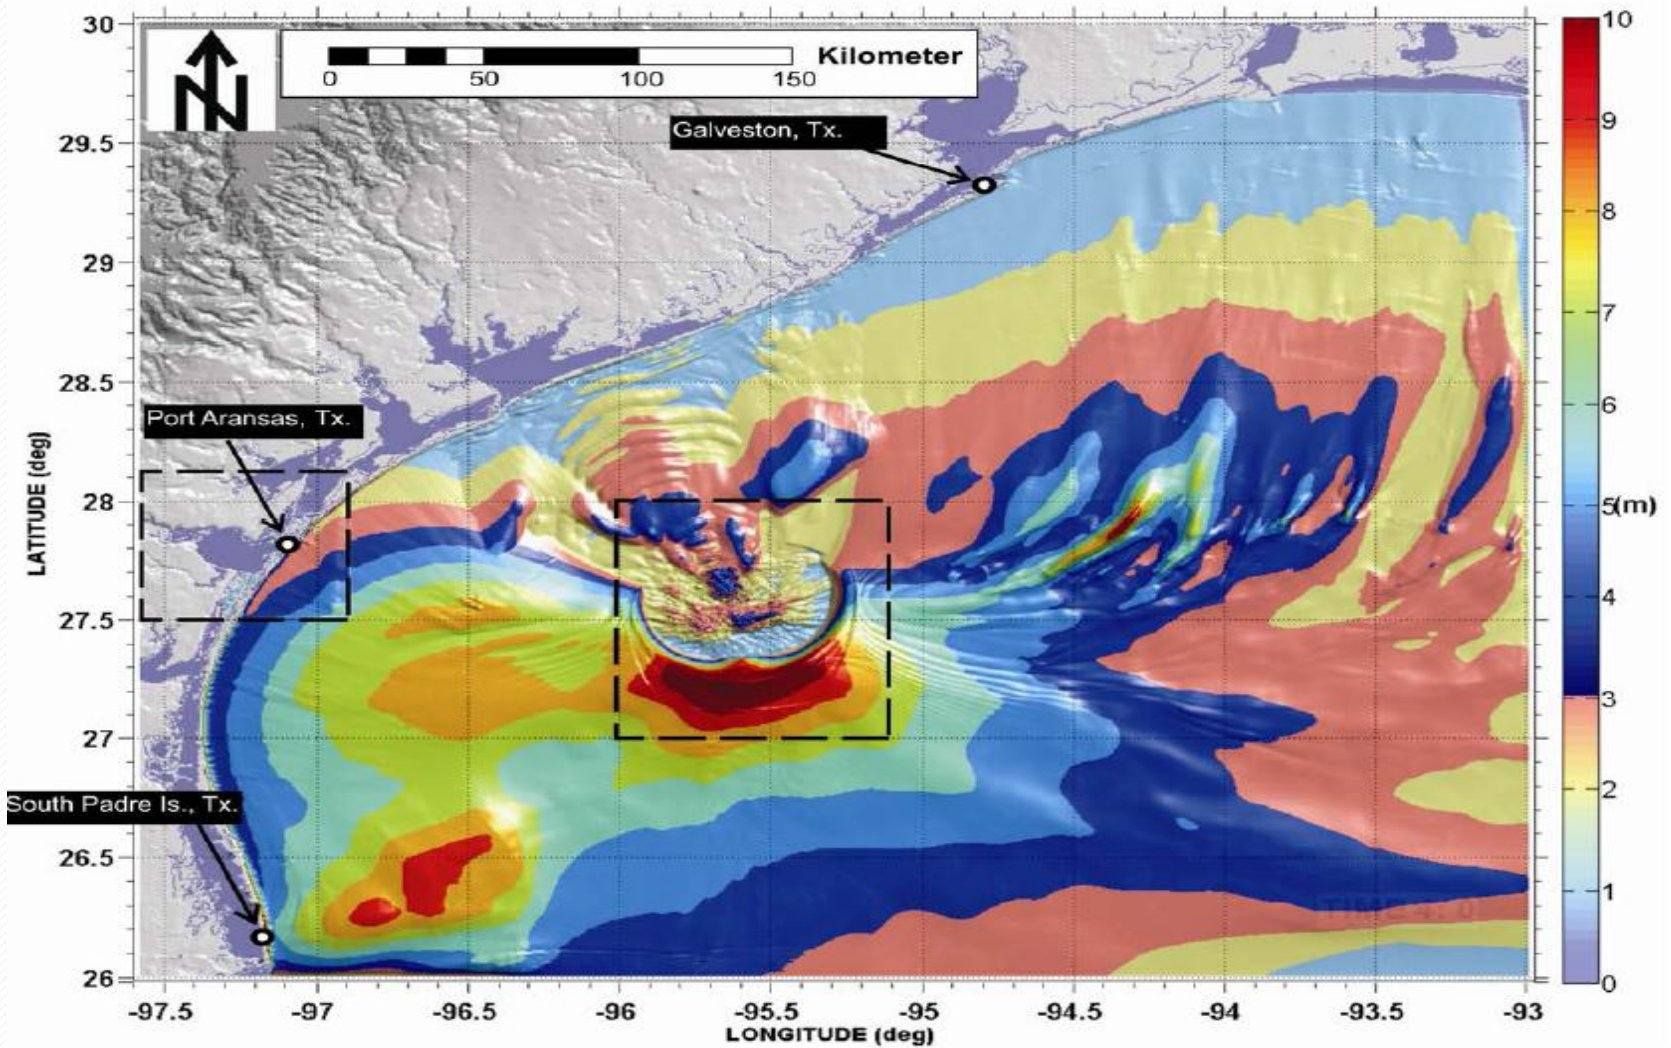 30
29.5
29
28.5
28
27.5
27
26.5
26
LATITUDE (deg)
N
0 50 100 150 Kilometer
Galveston, Tx.
Port Aransas, Tx.
South Padre Is., Tx.
TIME 4: 0
-97.5 -97 -96.5 -96 -95.5 -95 -94.5 -94 -93.5 -93
LONGITUDE (deg)
10
9
8
7
6
5(m)
4
3
2
1
0